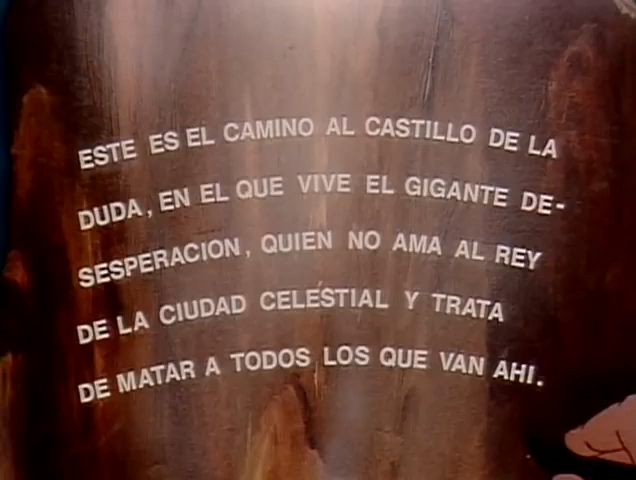 ESTE ES EL CAMINO AL CASTILLO DE LA
DUDA, EN EL QUE VIVE EL GIGANTE DE-
SESPERACION, QUIEN NO AMA AL REY
DE LA CIUDAD CELESTIAL Y TRATA
DE MATAR A TODOS LOS QUE VAN AHI.